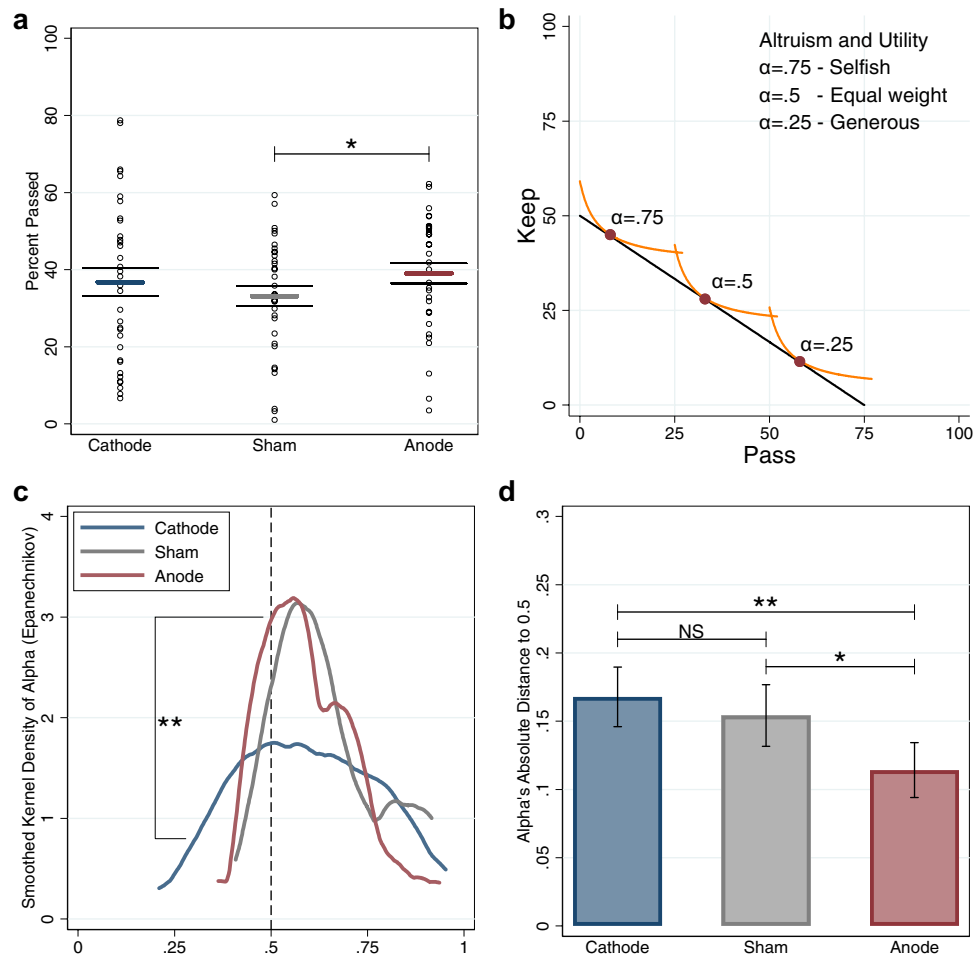 a
100
80
60
40
20
0
Percent Passed
*
Cathode
Sham
Anode
b
100
75
50
25
0
Keep
Altruism and Utility
α=.75 - Selfish
α=.5 - Equal weight
α=.25 - Generous
α=.75
α=.5
α=.25
0
25
50
75
100
Pass
c
4
3
2
1
0
Smoothed Kernel Density of Alpha (Epanechnikov)
Cathode
Sham
Anode
**
0
.25
.5
.75
1
d
.3
.25
.2
.15
.1
.05
0
Alpha's Absolute Distance to 0.5
**
NS
*
Cathode
Sham
Anode